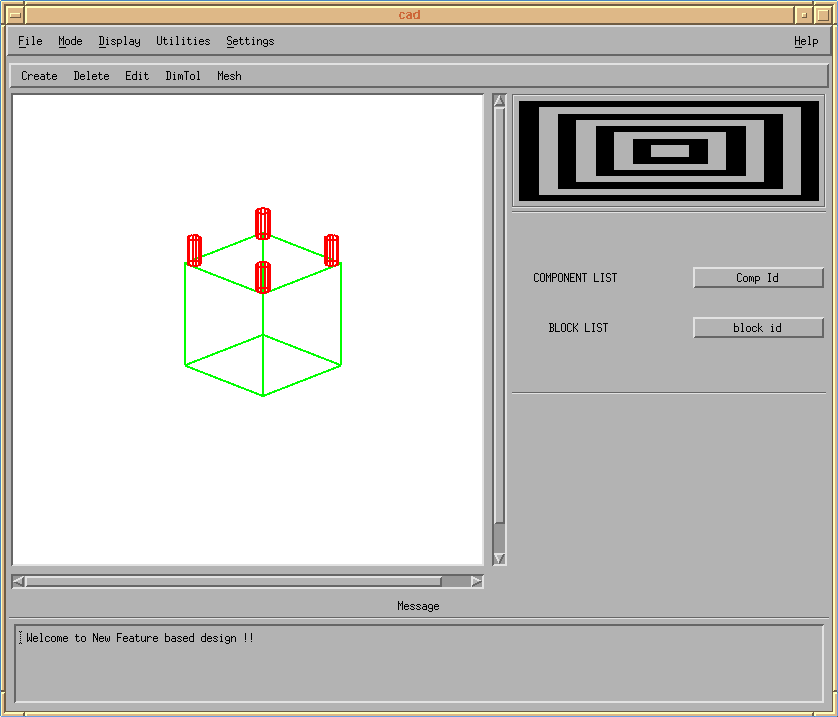 cad
File Mode Display Utilities Settings Help
Create Delete Edit DimTol Mesh
COMPONENT LIST Comp Id
BLOCK LIST block id
Message
Welcome to New Feature based design !!